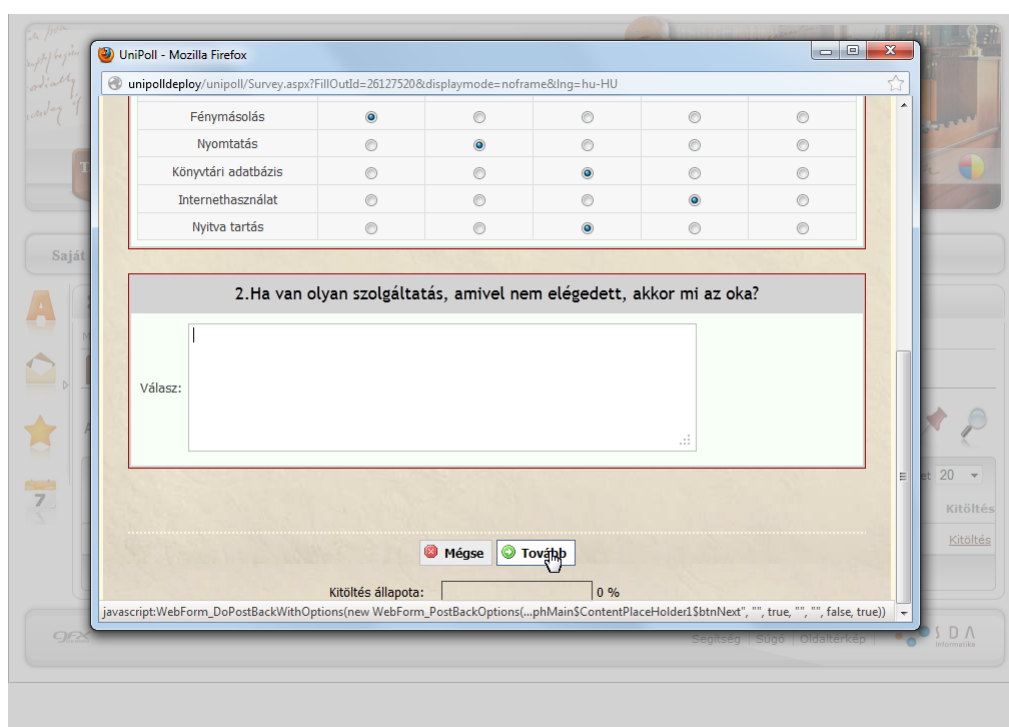 UniPoll - Mozilla Firefox
unipolldeploy/unipoll/Survey.aspx?FillOutId=26127520&displaymode=noframe&lng=hu-HU
Fénymásolás
Nyomtatás
Könyvtári adatbázis
Internethasználat
Nyitva tartás
Saját
2.Ha van olyan szolgáltatás, amivel nem elégedett, akkor mi az oka?
Válasz:
et 20
7
Kitöltés
Kitöltés
Mégse Tovább
Kitöltés állapota: 0 %
javascript:WebForm_DoPostBackWithOptions(new WebForm_PostBackOptions(...phMain$ContentPlaceHolder1$btnNext", "", true, "", "", false, true))
Segítség | Súgó | Oldaltérkép |
SDA
Informatika